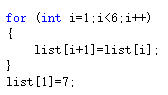 for (int i=1;i<6;i++)
{
    list[i+1]=list[i];
}
list[1]=7;